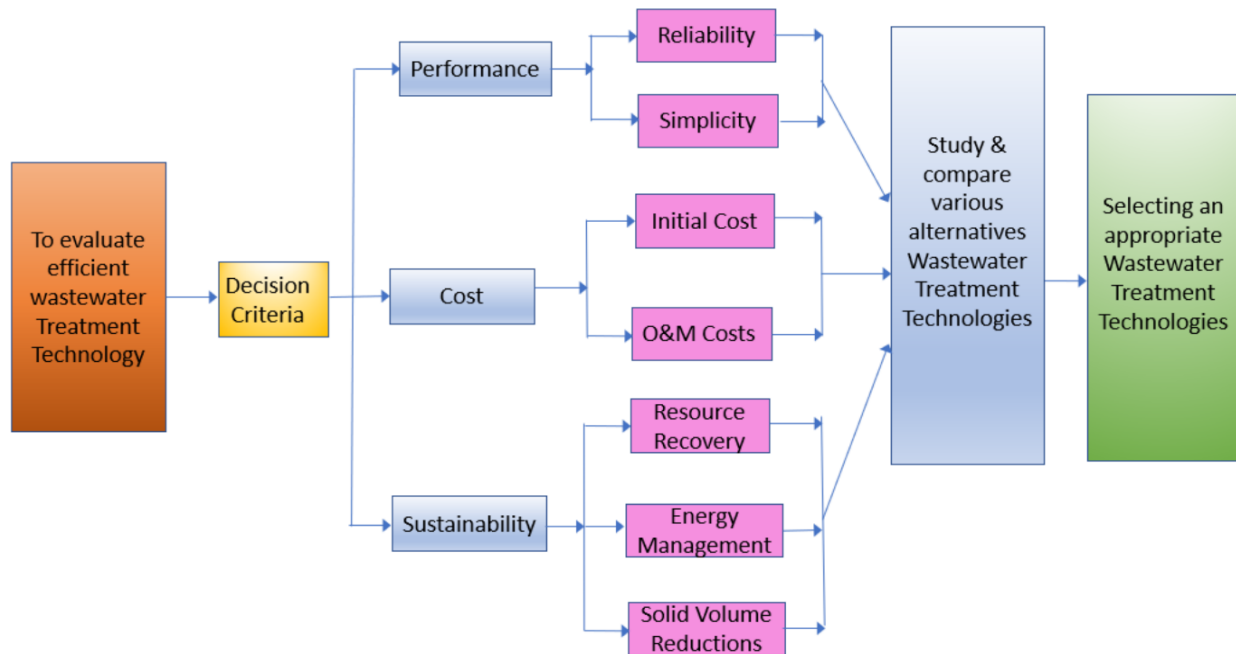 To evaluate
efficient
wastewater
Treatment
Technology
Decision
Criteria
Performance
Cost
Sustainability
Reliability
Simplicity
Initial Cost
O&M Costs
Resource
Recovery
Energy
Management
Solid Volume
Reductions
Study &
compare
various
alternatives
Wastewater
Treatment
Technologies
Selecting an
appropriate
Wastewater
Treatment
Technologies